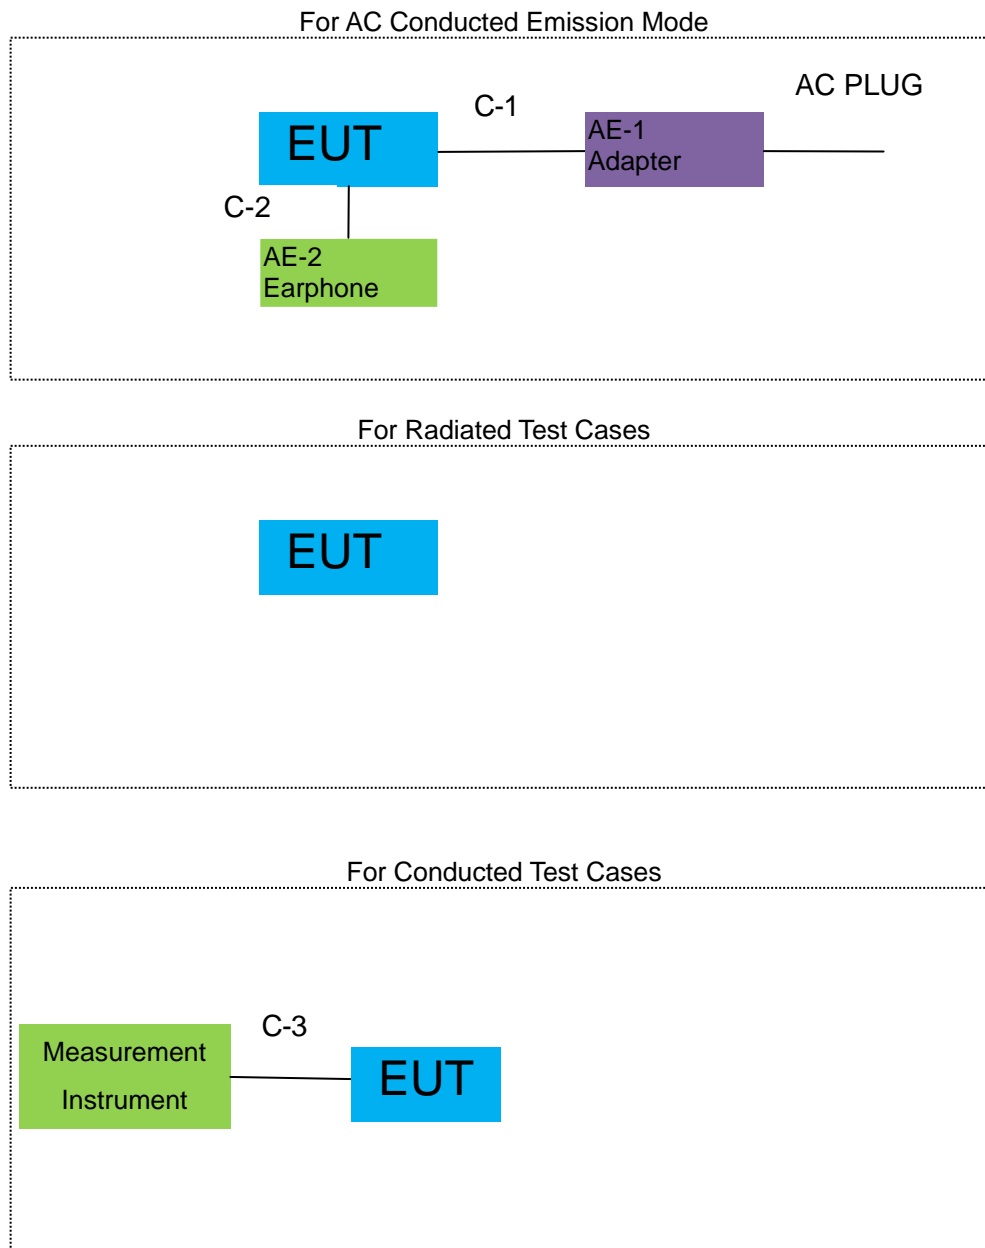 For AC Conducted Emission Mode
AC PLUG
C-1
EUT
AE-1
Adapter
C-2
AE-2
Earphone
For Radiated Test Cases
EUT
For Conducted Test Cases
C-3
Measurement
Instrument
EUT